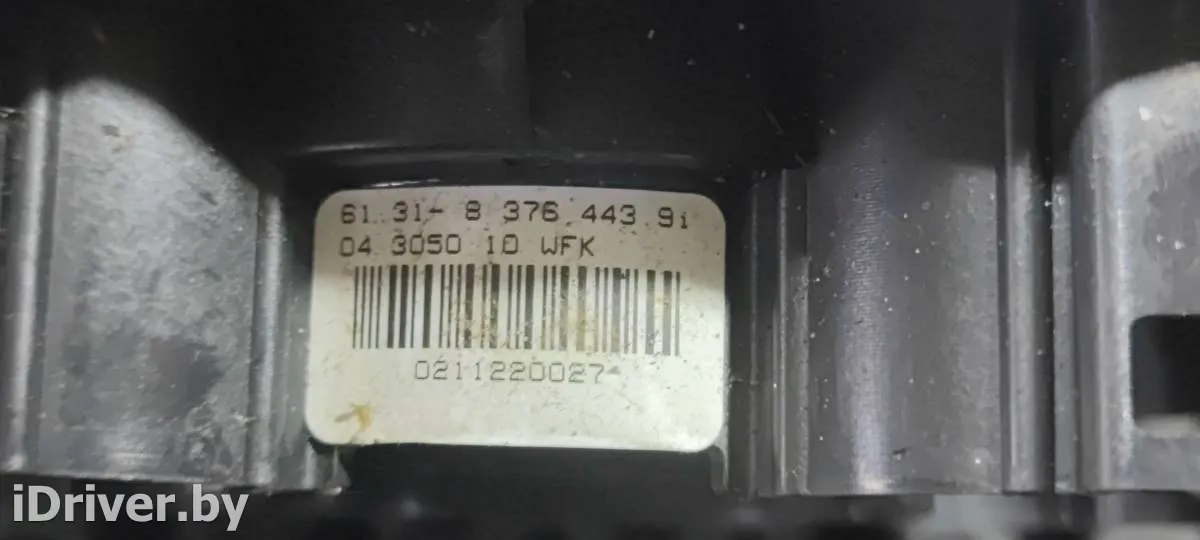 61.31- 8 376 443.9i
04 3050 10 WFK
0211220027*
iDriver.by